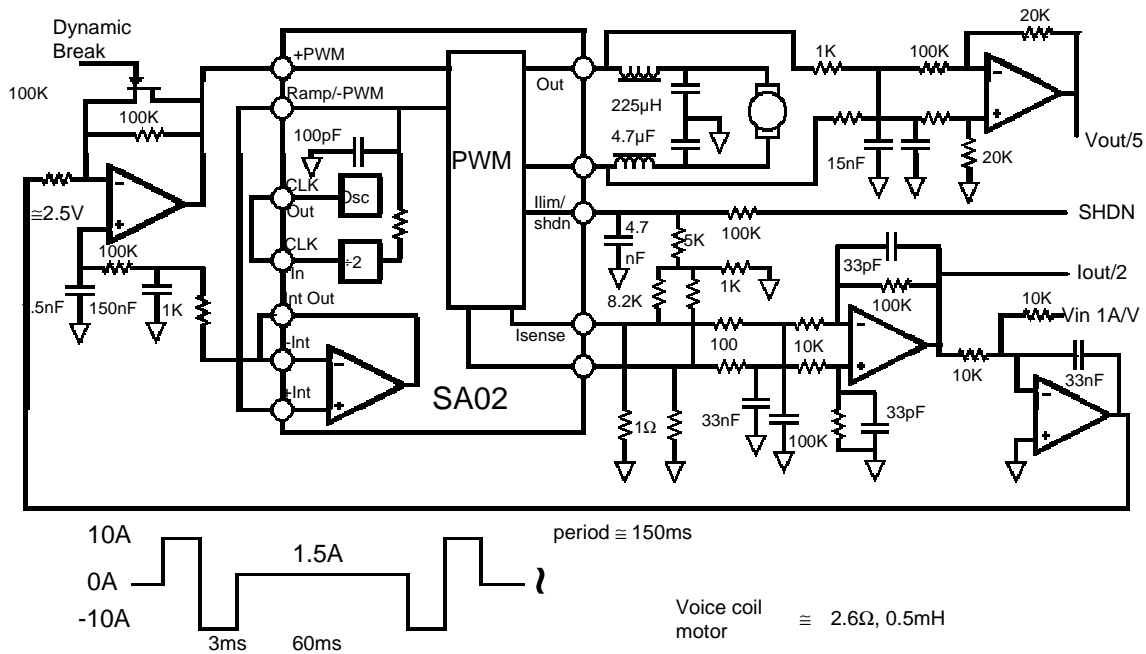 Dynamic
Break
100K
100K
≅2.5V
100K
.5nF
150nF
1K
+PWM
Ramp/-PWM
100pF
CLK
Out
Osc
CLK
In
÷2
Int Out
-Int
+Int
SA02
PWM
Out
Ilim/
shdn
Isense
225µH
4.7µF
1K
100K
20K
15nF
20K
Vout/5
4.7
nF
5K
100K
SHDN
8.2K
1K
33pF
100K
Iout/2
100
10K
10K
10K
Vin 1A/V
33nF
1Ω
33nF
100K
33pF
10A
0A
-10A
1.5A
3ms
60ms
period ≅ 150ms
Voice coil
motor
≅ 2.6Ω, 0.5mH